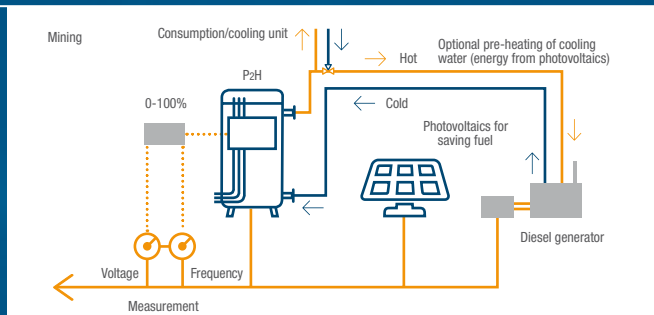 Mining
Consumption/cooling unit
Hot
Optional pre-heating of cooling
water (energy from photovoltaics)
P2H
0-100%
Cold
Photovoltaics for
saving fuel
Diesel generator
Voltage
Frequency
Measurement